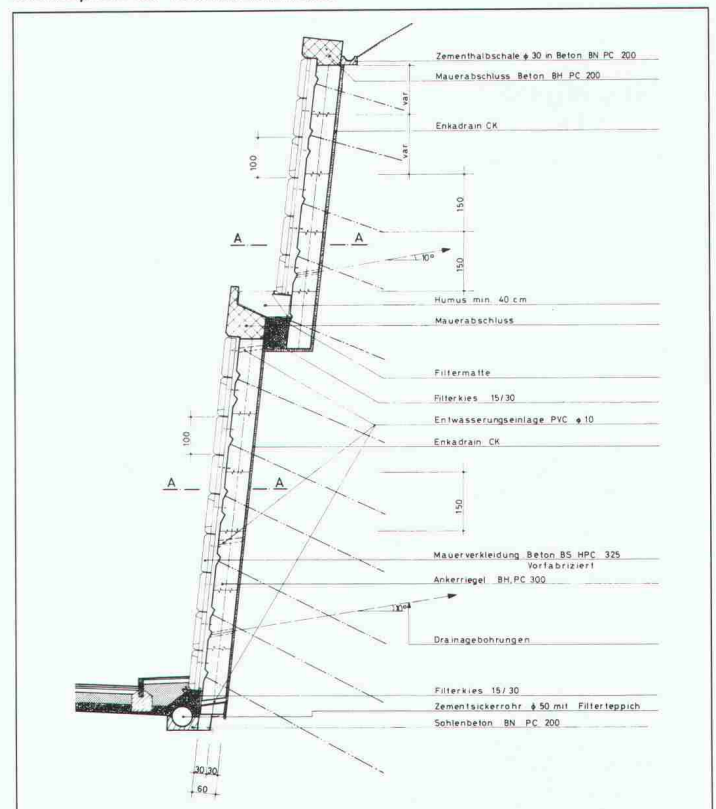 Zementhalbschale ϕ 30 in Beton BN PC 200
Mauerabschluss Beton BH PC 200
var
Enkadrain CK
var
100
150
A A
150
10°
Humus min. 40 cm
Mauerabschluss
Filtermatte
Filterkies 15/30
Entwässerungseinlage PVC ϕ 10
100
Enkadrain CK
A A
150
Mauerverkleidung Beton BS HPC 325
Vorfabriziert
Ankerriegel BH, PC 300
10°
Drainagebohrungen
Filterkies 15/30
Zementsickerrohr ϕ 50 mit Filterteppich
Sohlenbeton BN PC 200
30 30
60